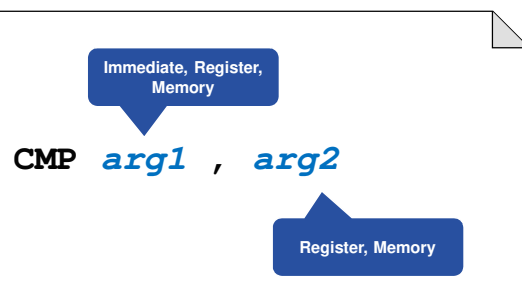 Immediate, Register,
Memory
CMP arg1 , arg2
Register, Memory